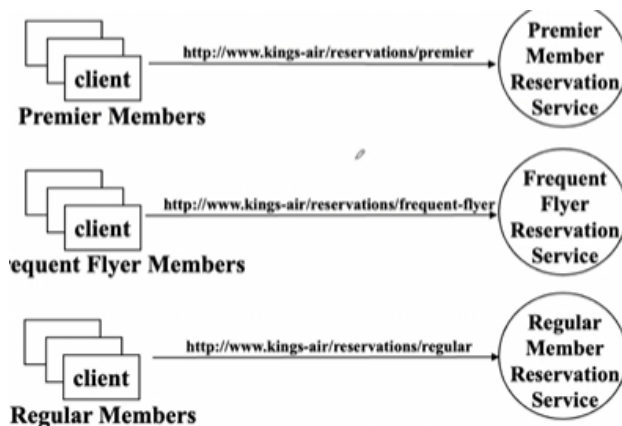 http://www.kings-air/reservations/premier
client
Premier Members
Premier
Member
Reservation
Service
http://www.kings-air/reservations/frequent-flyer
client
requent Flyer Members
Frequent
Flyer
Reservation
Service
http://www.kings-air/reservations/regular
client
Regular Members
Regular
Member
Reservation
Service